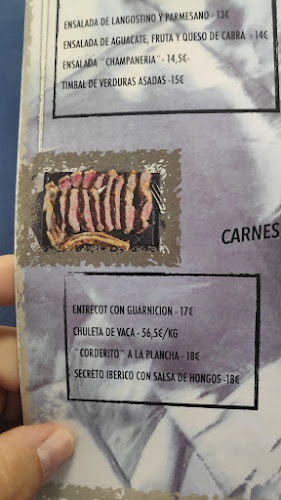 ENSALADA DE LANGOSTINO Y PARMESANO - 13€
ENSALADA DE AGUACATE, FRUTA Y QUESO DE CABRA - 14€
ENSALADA ¨CHAMPANERIA¨ - 14,5€-
TIMBAL DE VERDURAS ASADAS -15€
CARNES
ENTRECOT CON GUARNICION - 17€
CHULETA DE VACA - 56,5€/KG
¨CORDERITO¨ A LA PLANCHA - 18€
SECRETO IBERICO CON SALSA DE HONGOS -18€